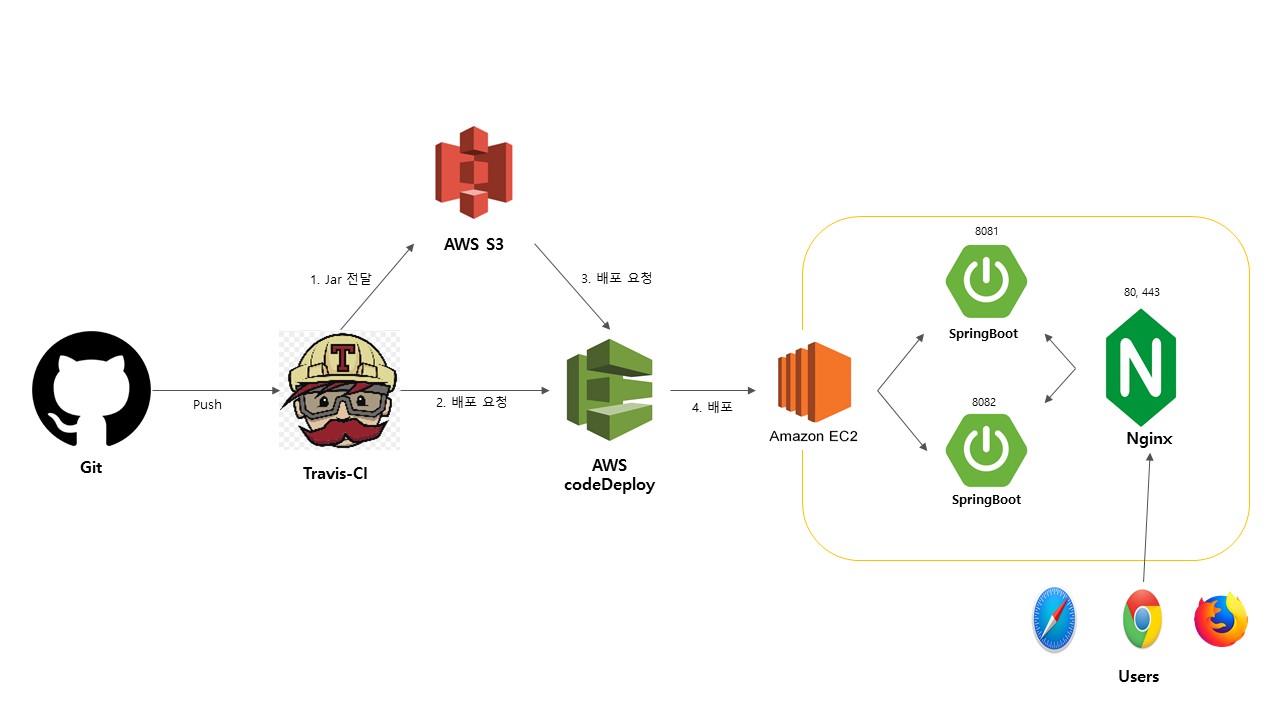 AWS S3
1. Jar 전달
3. 배포 요청
T
Push
2. 배포 요청
4. 배포
Git
Travis-CI
AWS
codeDeploy
Amazon EC2
8081
SpringBoot
8082
SpringBoot
80, 443
N
Nginx
Users